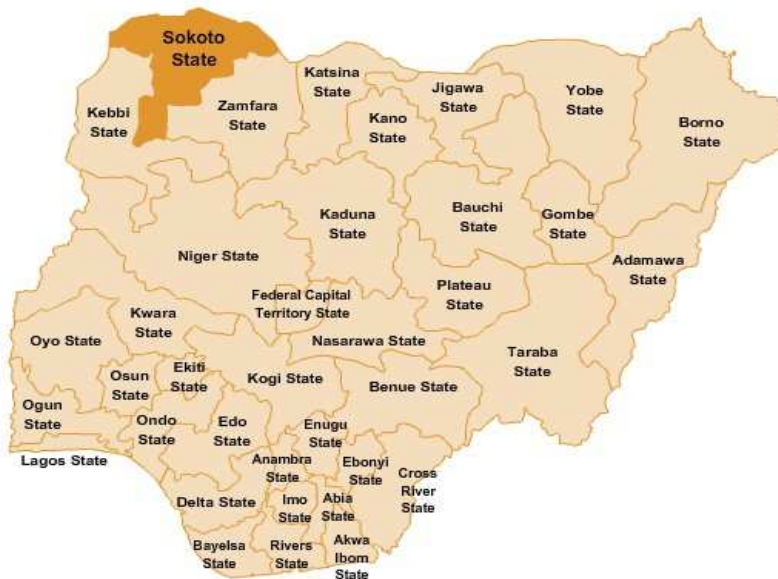 Sokoto
State
Katsina
State
Jigawa
State
Yobe
State
Kebbi
State
Zamfara
State
Kano
State
Borno
State
Kaduna
State
Bauchi
State
Gombe
State
Niger State
Adamawa
State
Federal Capital
Territory State
Plateau
State
Kwara
State
Oyo State
Nasarawa State
Taraba
State
Osun
State
Ekiti
State
Kogi State
Benue State
Ogun
State
Ondo
State
Edo
State
Enugu
State
Lagos State
Anambra
State
Ebonyi
State
Cross
River
State
Delta State
Imo
State
Abia
State
Bayelsa
State
Rivers
State
Akwa
Ibom
State